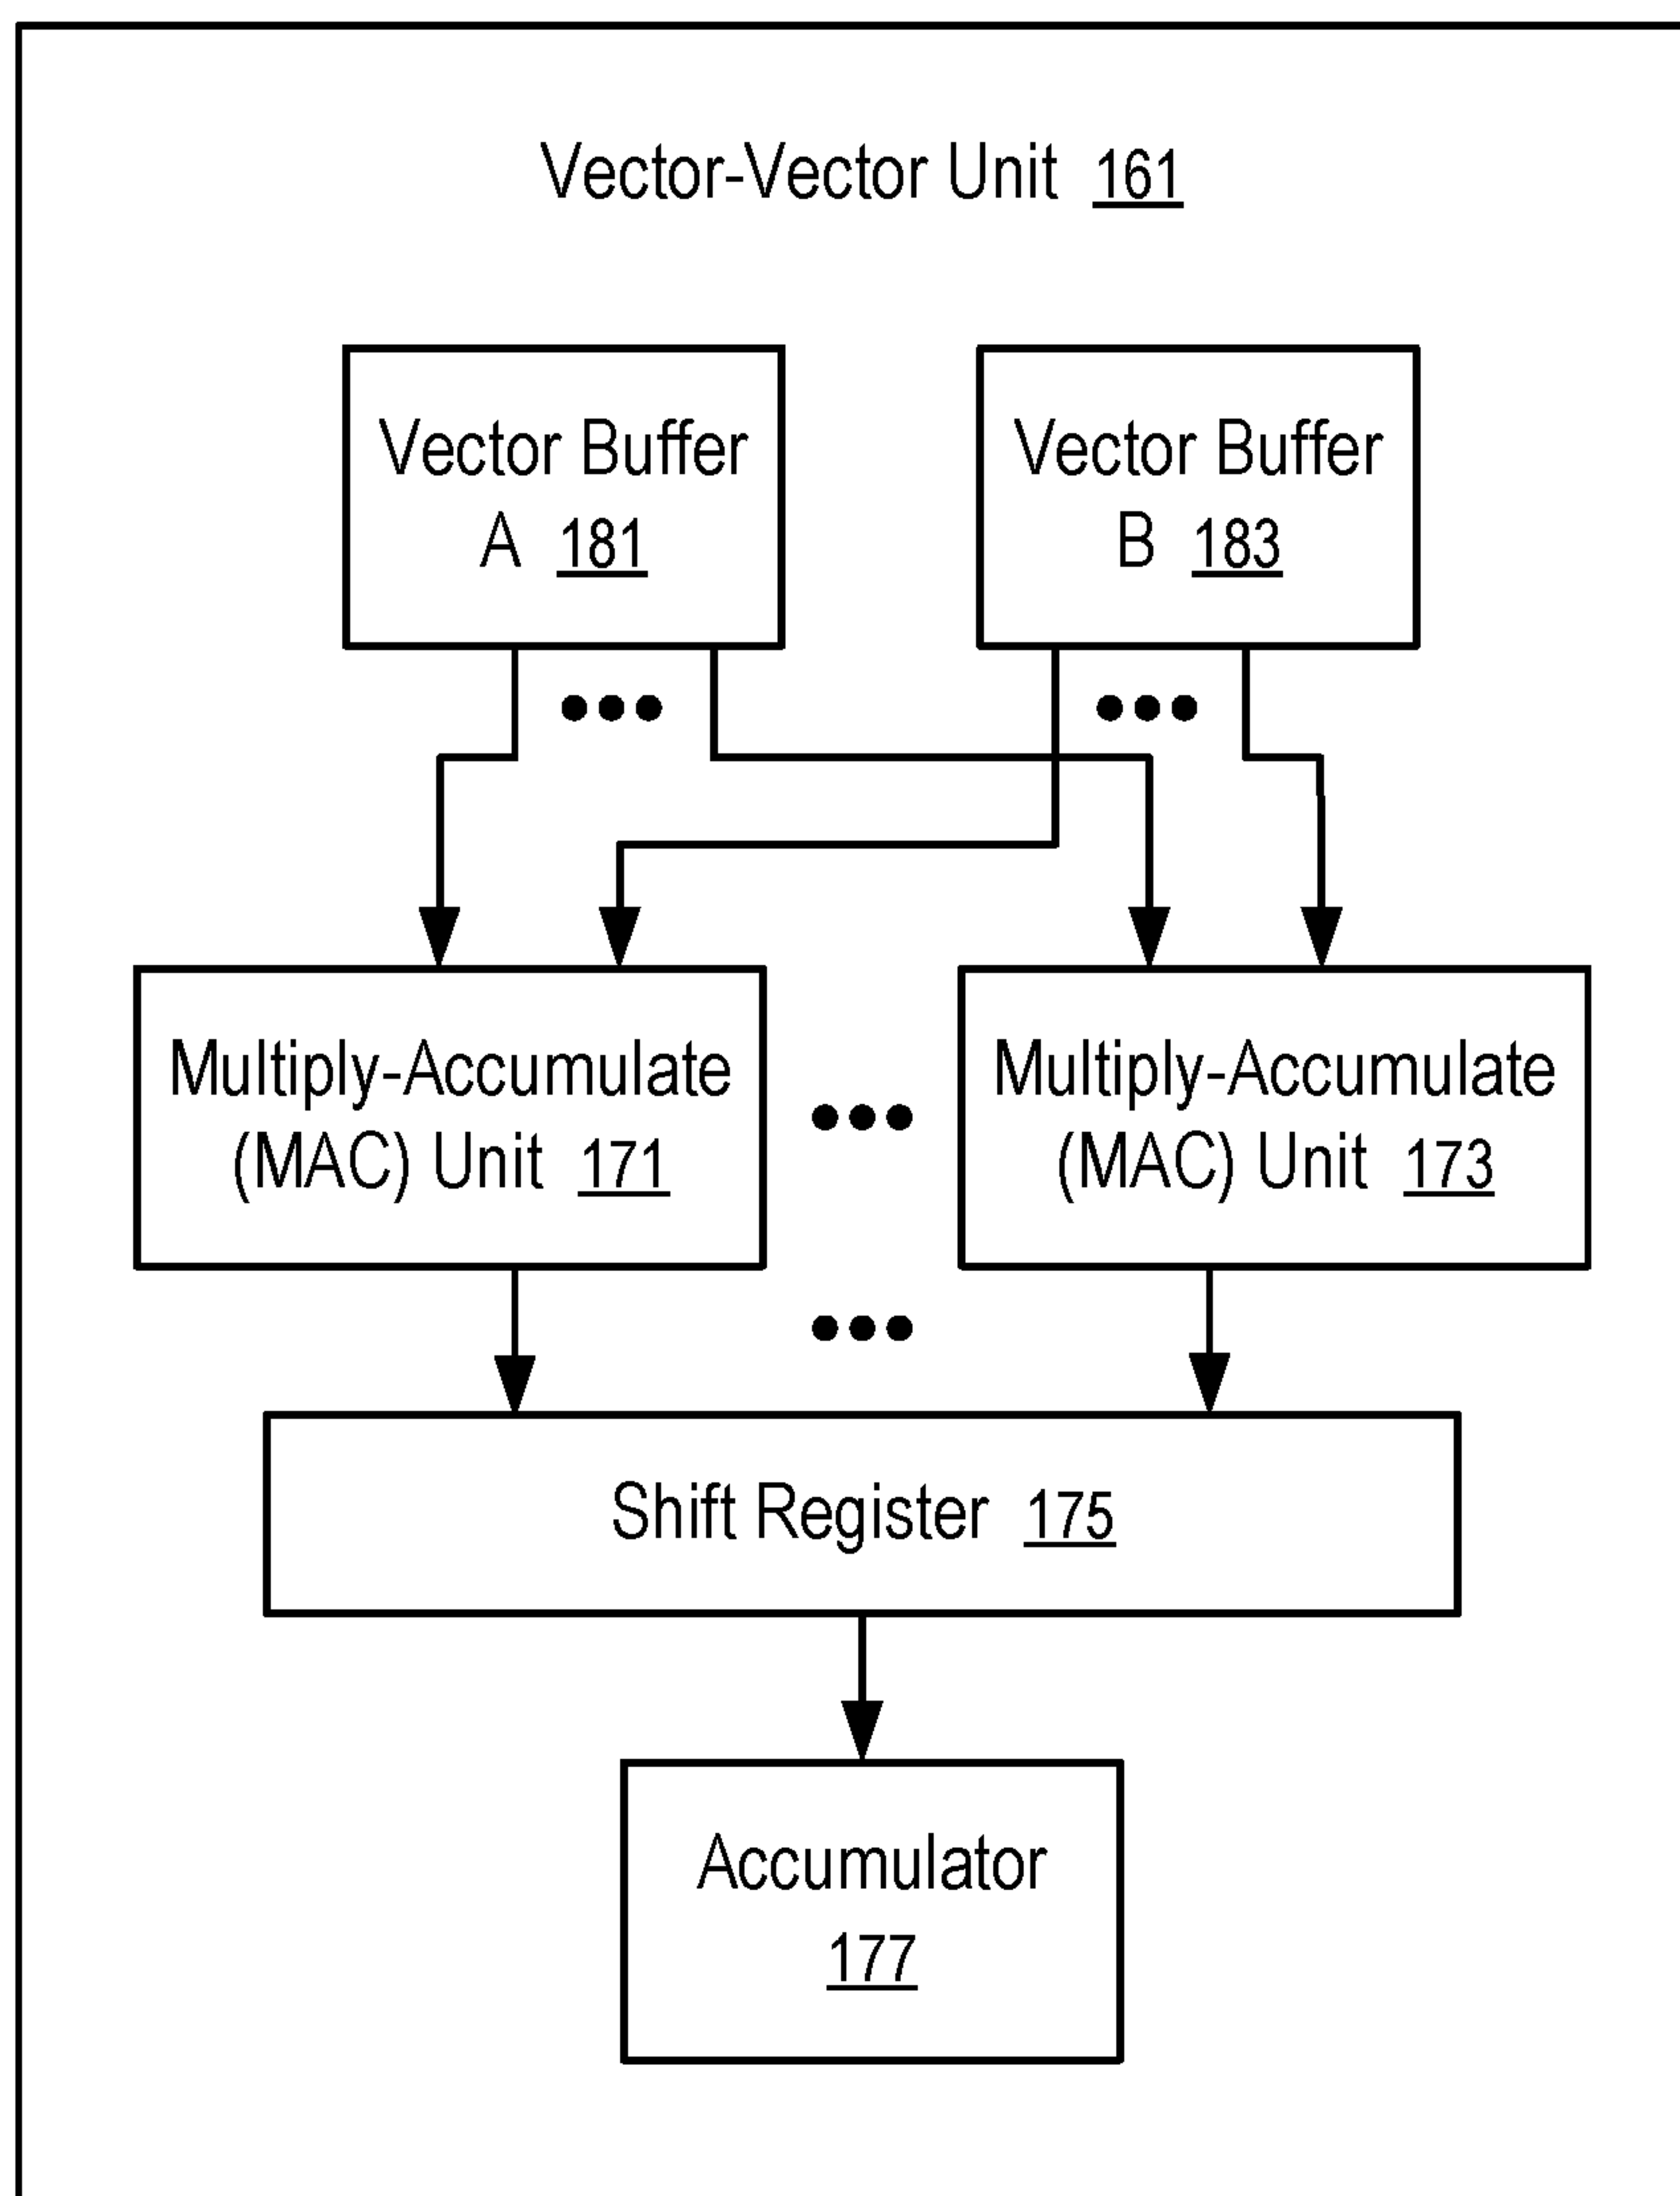 Vector-Vector Unit 161
Vector Buffer
A 181
Vector Buffer
B 183
Multiply-Accumulate
(MAC) Unit 171
Multiply-Accumulate
(MAC) Unit 173
Shift Register 175
Accumulator
177